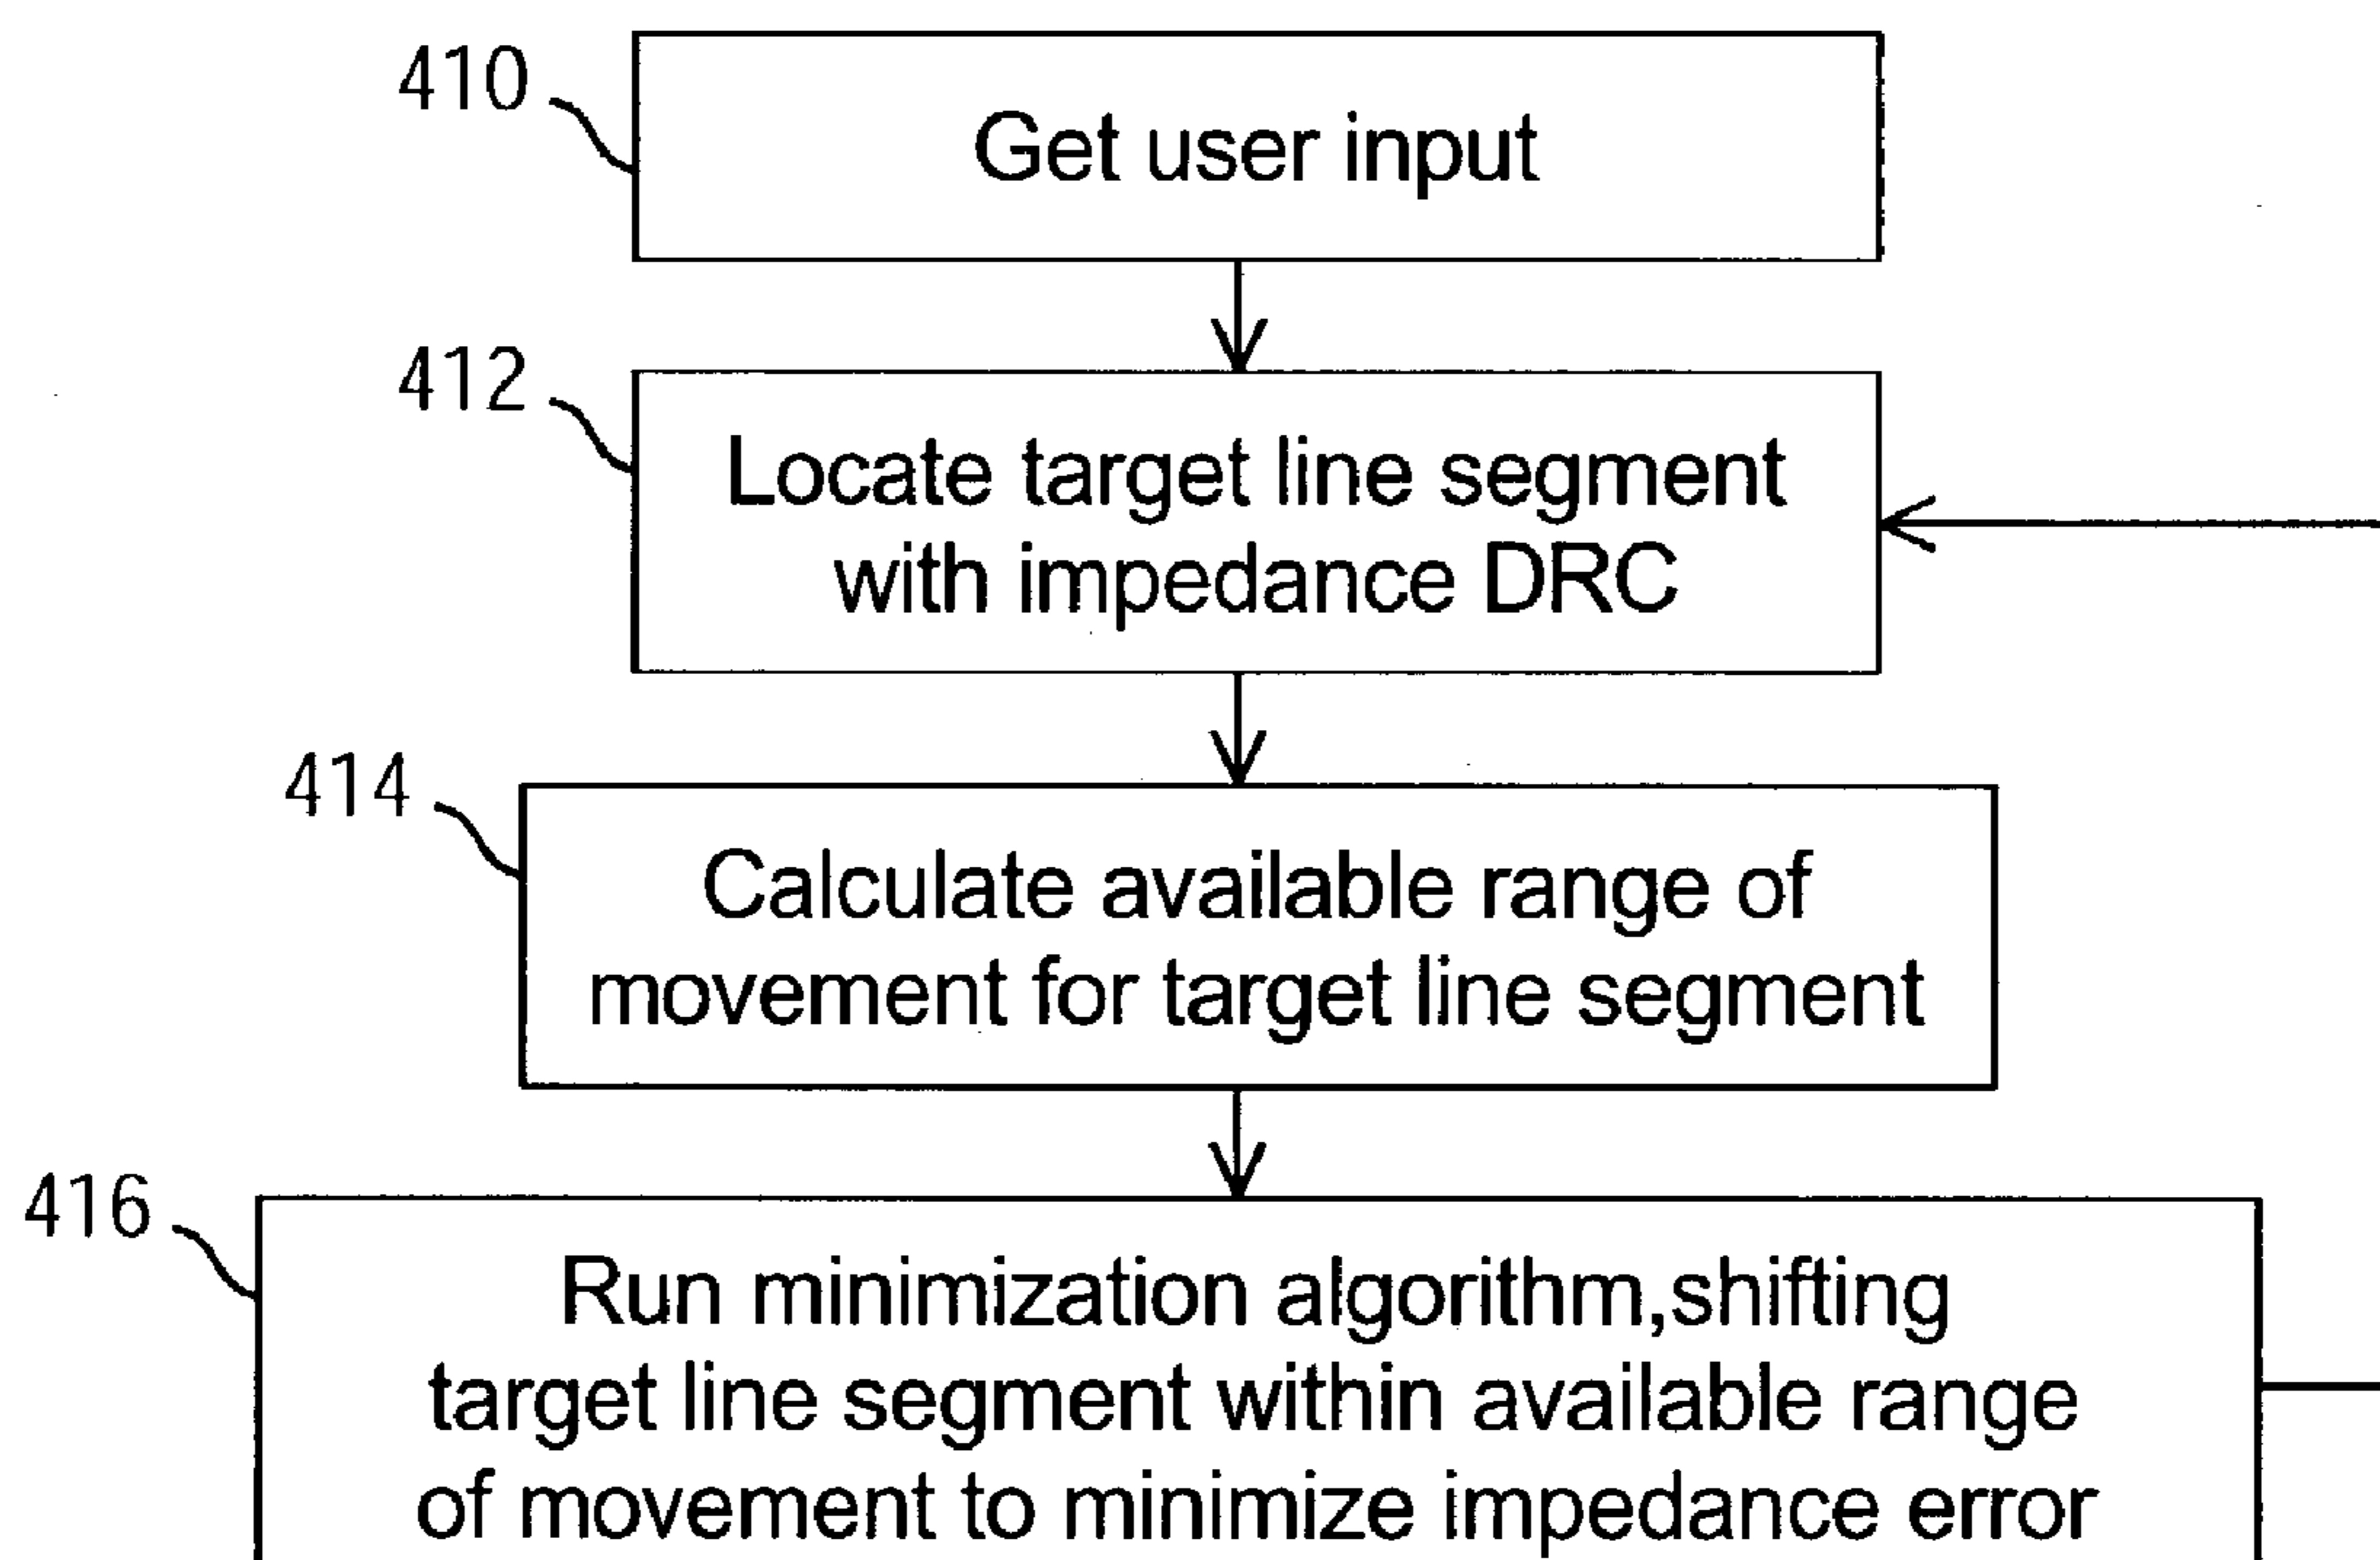 410
Get user input
412
Locate target line segment
with impedance DRC
414
Calculate available range of
movement for target line segment
416
Run minimization algorithm,shifting
target line segment within available range
of movement to minimize impedance error